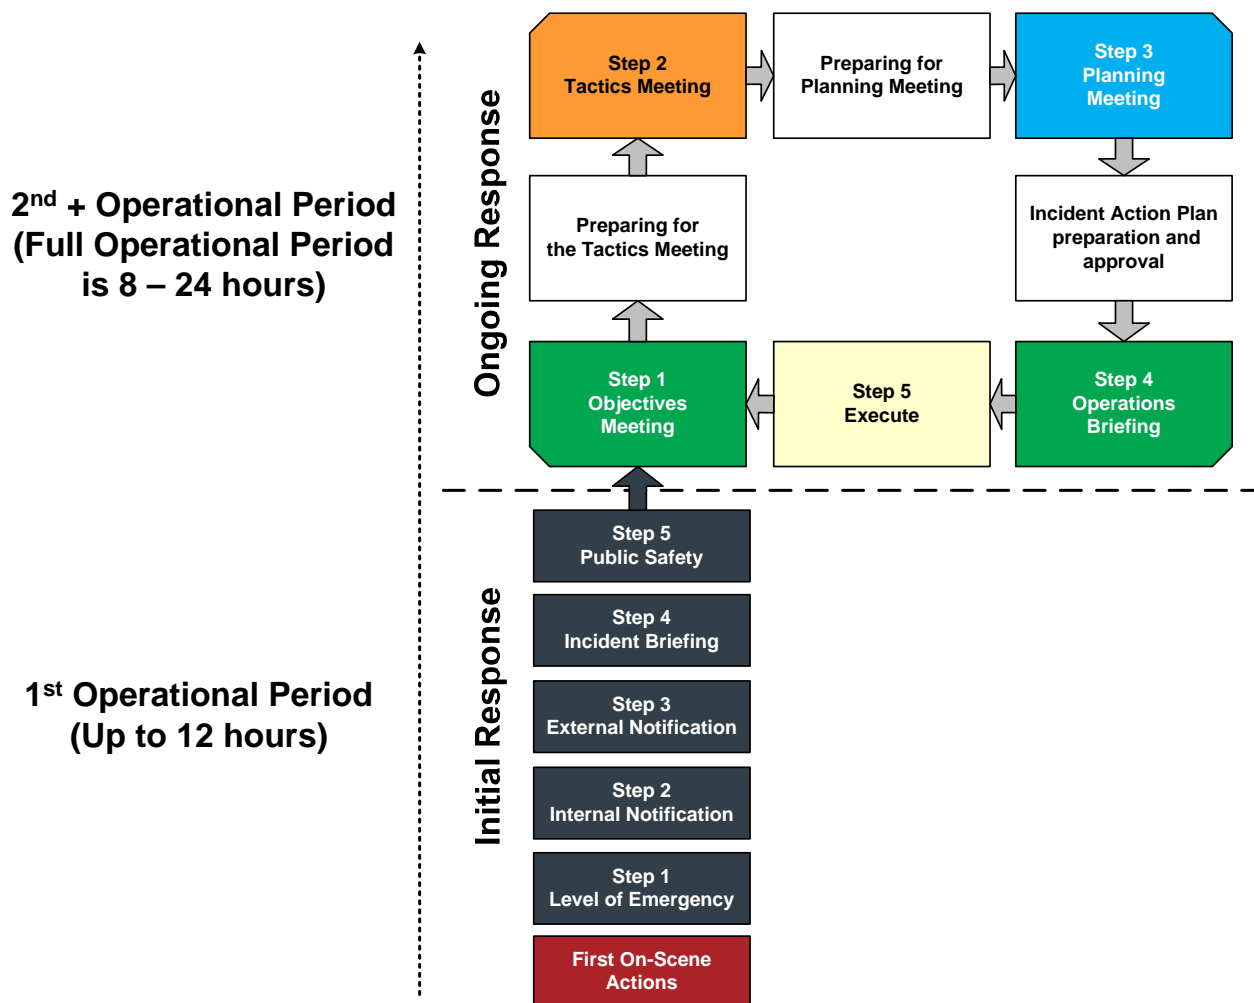 Step 2
Tactics Meeting
Preparing for
Planning Meeting
Step 3
Planning
Meeting
2nd + Operational Period
(Full Operational Period
is 8 – 24 hours)
Ongoing Response
Preparing for
the Tactics Meeting
Incident Action Plan
preparation and
approval
Step 1
Objectives
Meeting
Step 5
Execute
Step 4
Operations
Briefing
1st Operational Period
(Up to 12 hours)
Initial Response
Step 5
Public Safety
Step 4
Incident Briefing
Step 3
External Notification
Step 2
Internal Notification
Step 1
Level of Emergency
First On-Scene
Actions